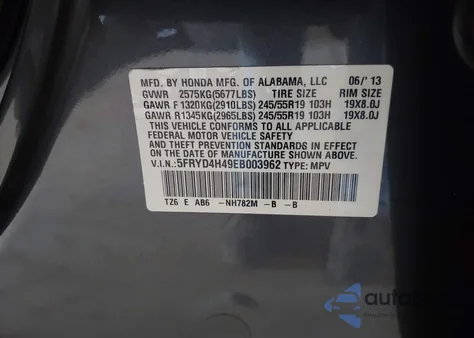 MFD. BY HONDA MFG. OF ALABAMA, LLC 06/'13
GVWR 2575KG(5677LBS) TIRE SIZE RIM SIZE
GAWR F 1320KG(2910LBS) 245/55R19 103H 19X8.0J
GAWR R 1345KG(2965LBS) 245/55R19 103H 19X8.0J
THIS VEHICLE CONFORMS TO ALL APPLICABLE
FEDERAL MOTOR VEHICLE SAFETY, BUMPER,
AND THEFT PREVENTION STANDARDS IN EFFECT
ON THE DATE OF MANUFACTURE SHOWN ABOVE.
V.I.N: 5FRYD4H49EB003962 TYPE: MPV
TZ6 E AB6 -NH782M -B -B